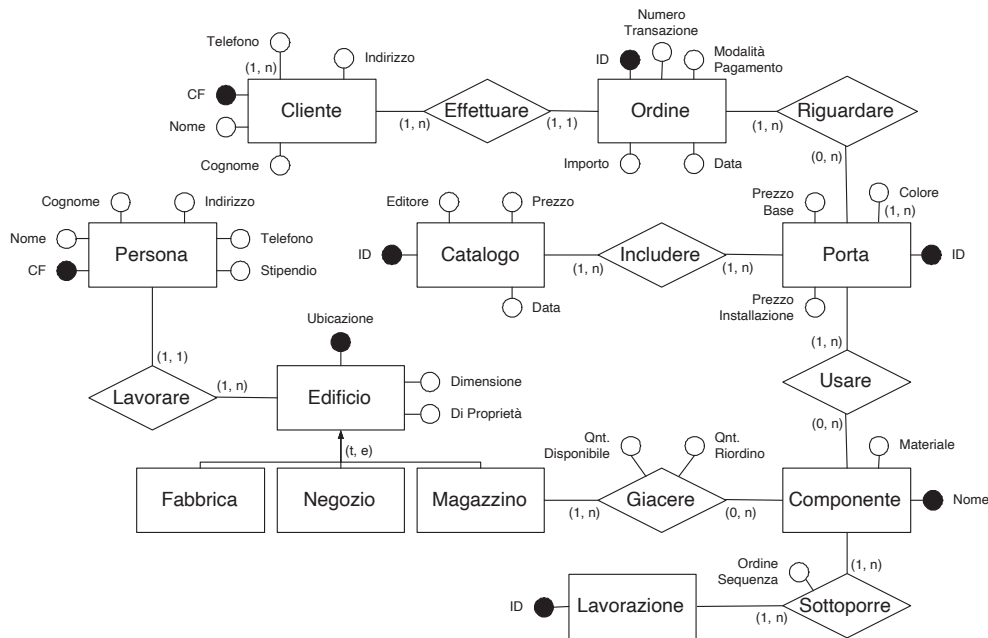 Numero
Transazione
Telefono
(1, n)
Indirizzo
ID
Modalità
Pagamento
CF
Nome
Cliente
Cognome
(1, n)
Effettuare
(1, 1)
Ordine
Importo
Data
(1, n)
Riguardare
(0, n)
Cognome
Indirizzo
Nome
CF
Persona
Telefono
Stipendio
Editore
Prezzo
ID
Catalogo
Data
(1, n)
Includere
(1, n)
Prezzo
Base
Colore
(1, n)
Porta
ID
Prezzo
Installazione
(1, n)
Ubicazione
(1, 1)
Lavorare
(1, n)
Edificio
Dimensione
Di Proprietà
Usare
(0, n)
(t, e)
Fabbrica
Negozio
Magazzino
(1, n)
Qnt.
Disponibile
Qnt.
Riordino
Giacere
(0, n)
Materiale
Componente
Nome
(1, n)
Ordine
Sequenza
ID
Lavorazione
(1, n)
Sottoporre